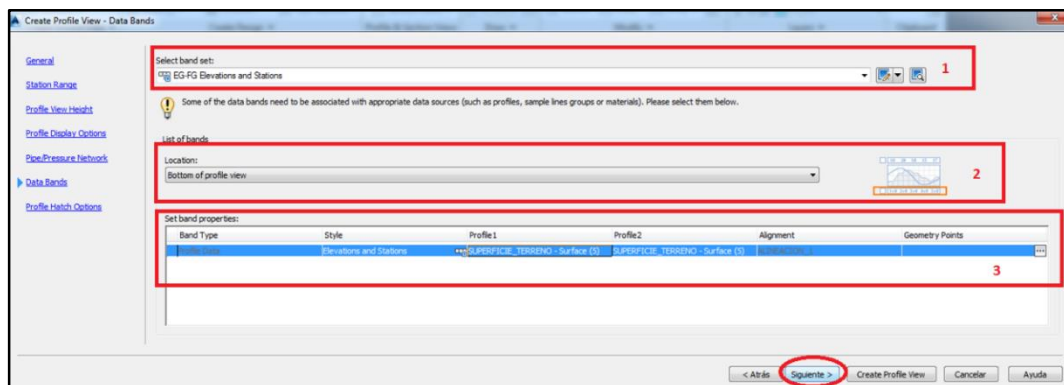 Create Profile View - Data Bands
General
Station Range
Profile View Height
Profile Display Options
Pipe/Pressure Network
Data Bands
Profile Hatch Options
Select band set:
EG-FG Elevations and Stations
1
Some of the data bands need to be associated with appropriate data sources (such as profiles, sample lines groups or materials). Please select them below.
List of bands
Location:
Bottom of profile view
2
Set band properties:
Band Type Style Profile1 Profile2 Alignment Geometry Points
Profile Data Elevations and Stations SUPERFICIE_TERRENO - Surface (5) SUPERFICIE_TERRENO - Surface (5) ...
3
< Atrás Siguiente > Create Profile View Cancelar Ayuda